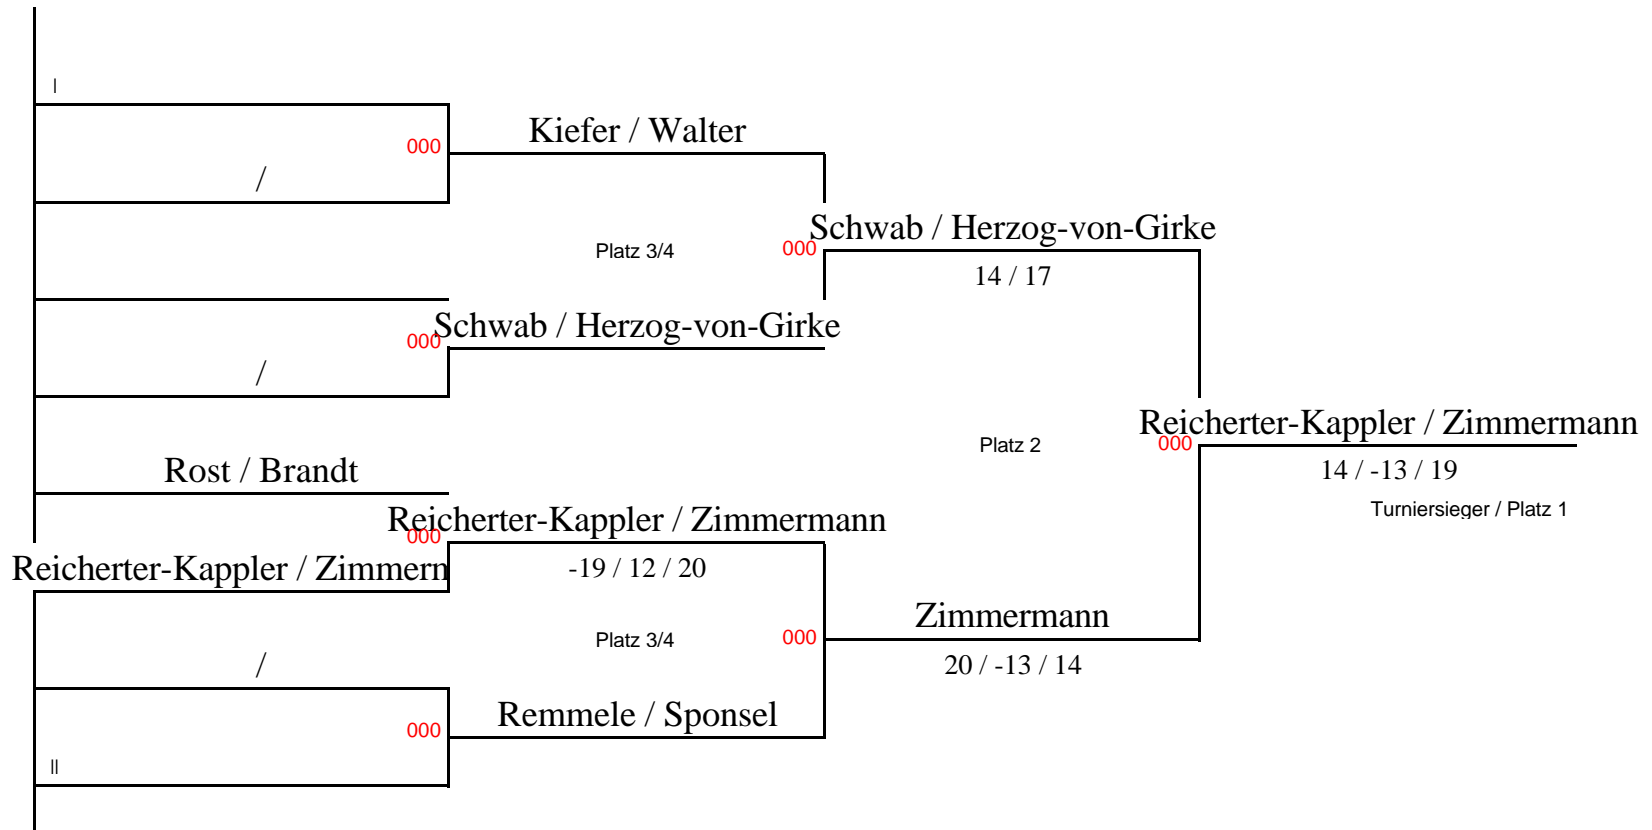 I
Kiefer / Walter
000
/
Schwab / Herzog-von-Girke
Platz 3/4
000
14 / 17
Schwab / Herzog-von-Girke
000
/
Reicherter-Kappler / Zimmermann
Platz 2
000
Rost / Brandt
14 / -13 / 19
Turniersieger / Platz 1
Reicherter-Kappler / Zimmermann
000
Reicherter-Kappler / Zimmern
-19 / 12 / 20
Zimmermann
Platz 3/4
000
/
20 / -13 / 14
Remmele / Sponsel
000
II